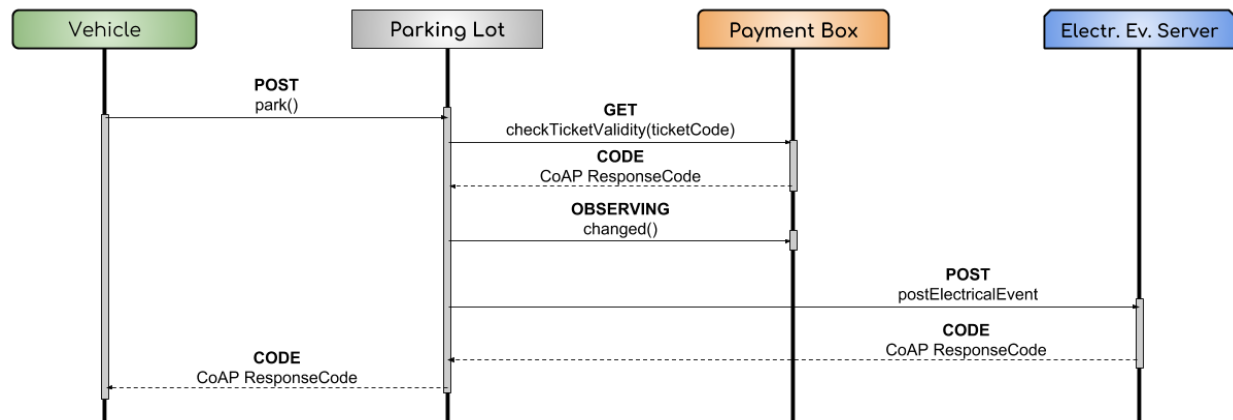 Vehicle
Parking Lot
Payment Box
Electr. Ev. Server
POST
park()
GET
checkTicketValidity(ticketCode)
CODE
CoAP ResponseCode
OBSERVING
changed()
POST
postElectricalEvent
CODE
CoAP ResponseCode
CODE
CoAP ResponseCode